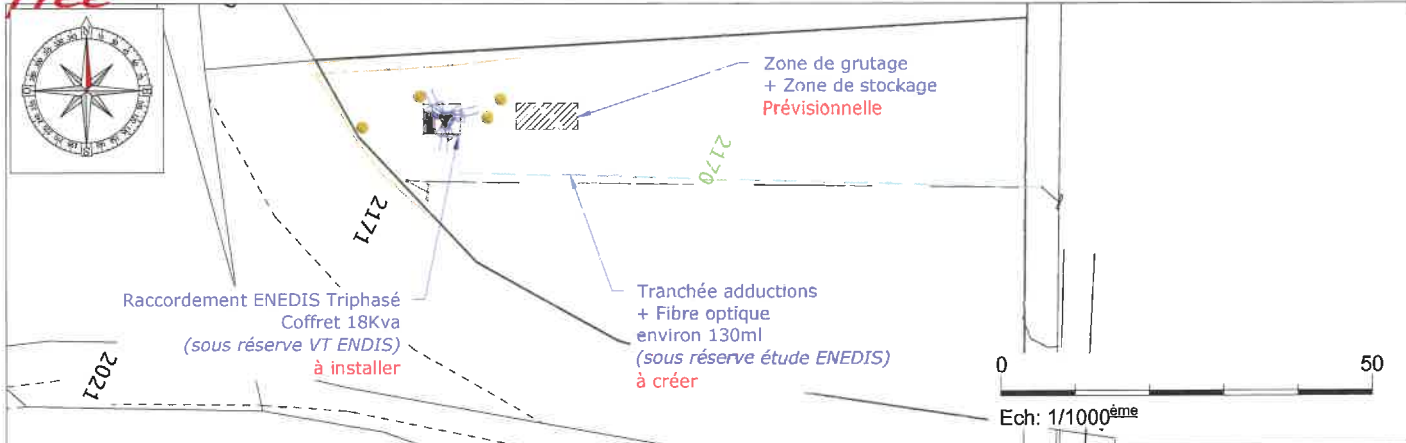 free
Zone de grutage
+ Zone de stockage
Prévisionnelle
2170
2171
Raccordement ENEDIS Triphasé
Coffret 18Kva
(sous réserve VT ENDIS)
à installer
Tranchée adductions
+ Fibre optique
environ 130ml
(sous réserve étude ENEDIS)
à créer
2021
0 50
Ech: 1/1000ème